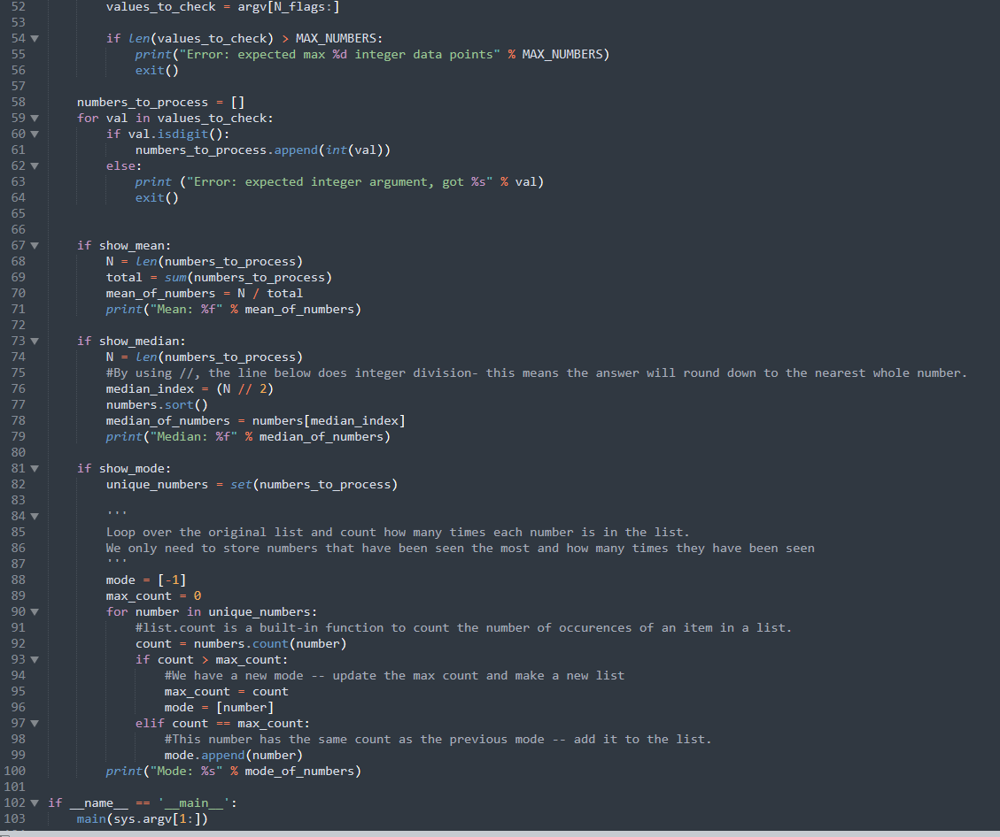 52 values_to_check = argv[N_flags:]
53
54 if len(values_to_check) > MAX_NUMBERS:
55 print("Error: expected max %d integer data points" % MAX_NUMBERS)
56 exit()
57
58 numbers_to_process = []
59 for val in values_to_check:
60 if val.isdigit():
61 numbers_to_process.append(int(val))
62 else:
63 print ("Error: expected integer argument, got %s" % val)
64 exit()
65
66
67 if show_mean:
68 N = len(numbers_to_process)
69 total = sum(numbers_to_process)
70 mean_of_numbers = N / total
71 print("Mean: %f" % mean_of_numbers)
72
73 if show_median:
74 N = len(numbers_to_process)
75 #By using //, the line below does integer division- this means the answer will round down to the nearest whole number.
76 median_index = (N // 2)
77 numbers.sort()
78 median_of_numbers = numbers[median_index]
79 print("Median: %f" % median_of_numbers)
80
81 if show_mode:
82 unique_numbers = set(numbers_to_process)
83
84 '''
85 Loop over the original list and count how many times each number is in the list.
86 We only need to store numbers that have been seen the most and how many times they have been seen
87 '''
88 mode = [-1]
89 max_count = 0
90 for number in unique_numbers:
91 #list.count is a built-in function to count the number of occurences of an item in a list.
92 count = numbers.count(number)
93 if count > max_count:
94 #We have a new mode -- update the max count and make a new list
95 max_count = count
96 mode = [number]
97 elif count == max_count:
98 #This number has the same count as the previous mode -- add it to the list.
99 mode.append(number)
100 print("Mode: %s" % mode_of_numbers)
101
102 if __name__ == '__main__':
103 main(sys.argv[1:])